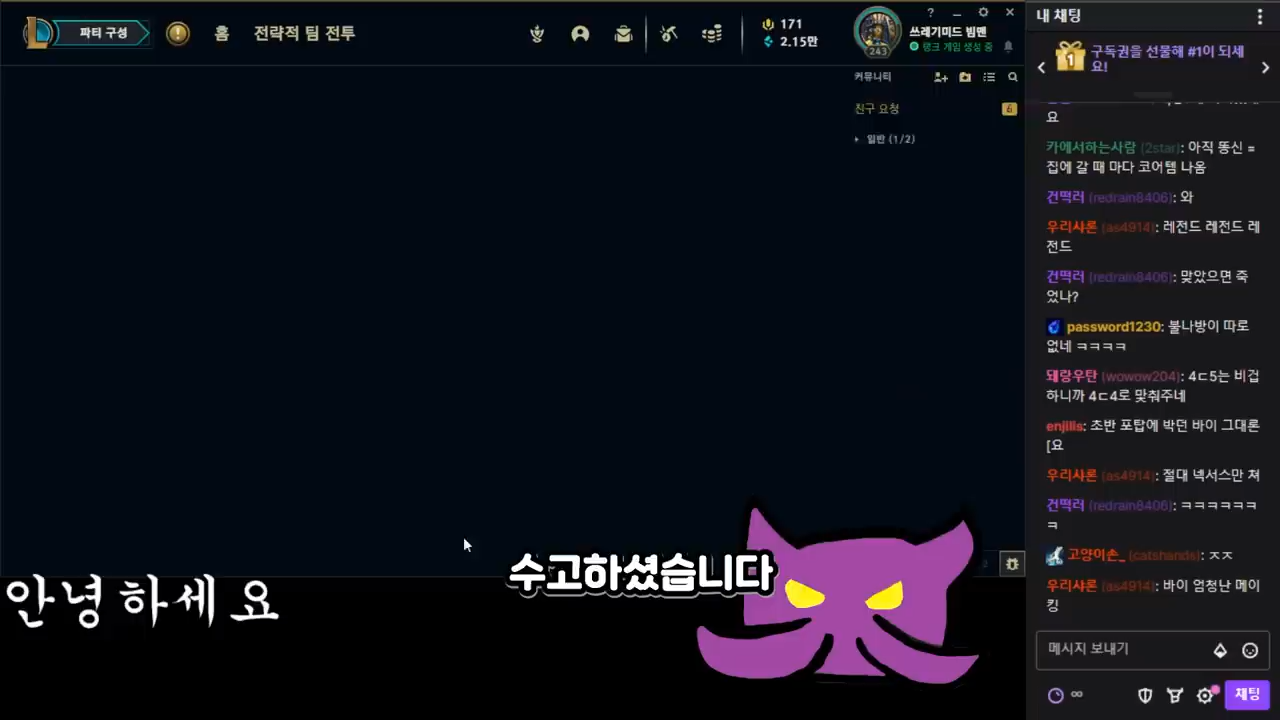 파티 구성
홈
전략적 팀 전투
171
2.15만
243
?
쓰레기미드 빔맨
랭크 게임 생성 중
커뮤니티
친구 요청
6
일반 (1/2)
수고하셨습니다
안녕하세요
내 채팅
1
구독권을 선물해 #1이 되세
요!
요
카에서하는사람 (2star): 아직 똥신 =
집에 갈 때 마다 코어템 나옴
건떡러 (redrain8406): 와
우리샤론 (as4914): 레전드 레전드 레
전드
건떡러 (redrain8406): 맞았으면 죽
었나?
password1230: 불나방이 따로
없네 ㅋㅋㅋㅋ
돼랑우탄 (wowow204): 4ㄷ5는 비겁
하니까 4ㄷ4로 맞춰주네
enjilis: 초반 포탑에 박던 바이 그대론
[요
우리샤론 (as4914): 절대 넥서스만 쳐
건떡러 (redrain8406): ㅋㅋㅋㅋㅋㅋ
ㅋ
고양이손_ (catshands): ㅈㅈ
우리샤론 (as4914): 바이 엄청난 메이
킹
메시지 보내기
채팅